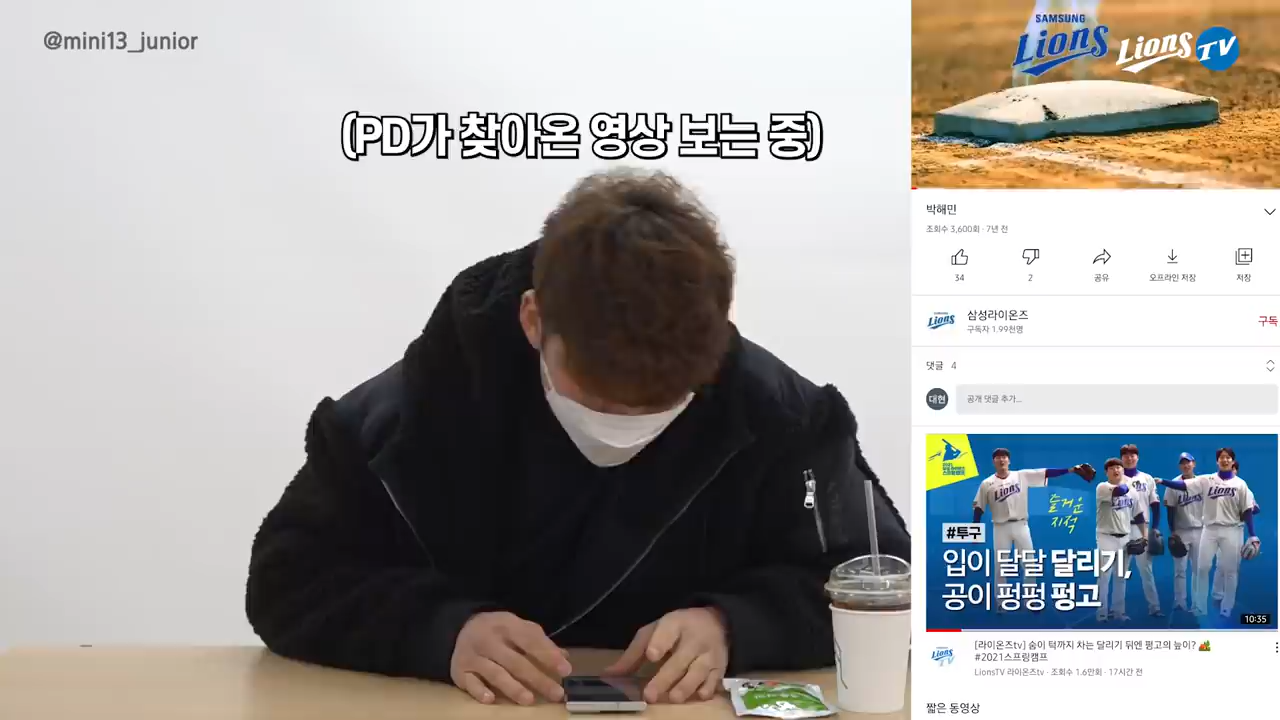 @mini13_junior
(PD가 찾아온 영상 보는 중)
SAMSUNG
Lions
Lions TV
박해민
조회수 3,600회 · 7년 전
34
2
공유
오프라인 저장
저장
Lions
삼성라이온즈
구독자 1.99천명
구독
댓글 4
대현
공개 댓글 추가...
Lions
Lions
즐거운
지적
#투구
입이 달달 달리기,
공이 펑펑 펑고
10:35
Lions
[라이온즈tv] 숨이 턱까지 차는 달리기 뒤엔 펑고의 늪이? 🏕️
#2021스프링캠프
LionsTV 라이온즈tv · 조회수 1.6만회 · 17시간 전
짧은 동영상